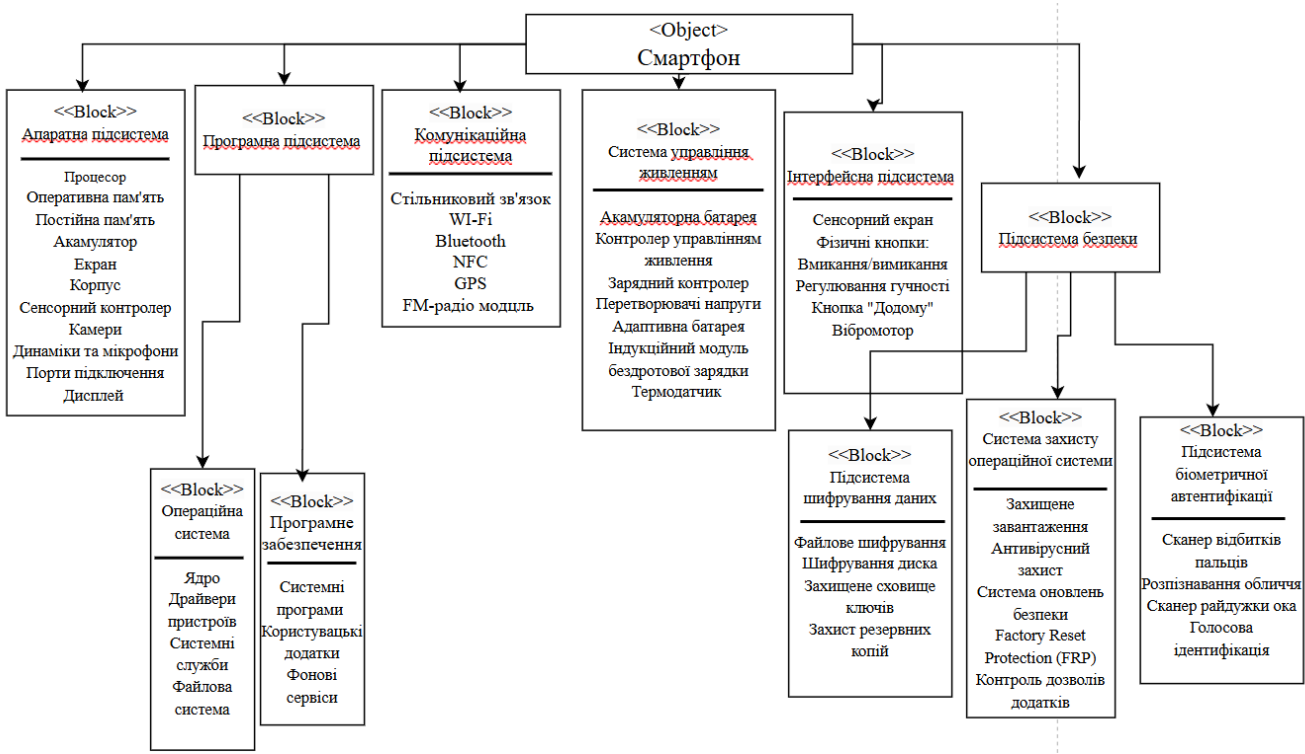 <Object>
Смартфон
<<Block>>
Апаратна підсистема
Процесор
Оперативна пам'ять
Постійна пам'ять
Акамулятор
Екран
Корпус
Сенсорний контролер
Камери
Динаміки та мікрофони
Порти підключення
Дисплей
<<Block>>
Програмна підсистема
<<Block>>
Комунікаційна
підсистема
Стільниковий зв'язок
WI-Fi
Bluetooth
NFC
GPS
FM-радіо модцль
<<Block>>
Система управління
живленням
Акамуляторна батарея
Контролер управлінням
живлення
Зарядний контролер
Перетворювачі напруги
Адаптивна батарея
Індукційний модуль
бездротової зарядки
Термодатчик
<<Block>>
Інтерфейсна підсистема
Сенсорний екран
Фізичні кнопки:
Вмикання/вимикання
Регулювання гучності
Кнопка "Додому"
Вібромотор
<<Block>>
Підсистема безпеки
<<Block>>
Операційна
система
Ядро
Драйвери
пристроїв
Системні
служби
Файлова
система
<<Block>>
Програмне
забезпечення
Системні
програми
Користувацькі
додатки
Фонові
сервіси
<<Block>>
Підсистема
шифрування даних
Файлове шифрування
Шифрування диска
Захищене сховище
ключів
Захист резервних
копій
<<Block>>
Система захисту
операційної системи
Захищене
завантаження
Антивірусний
захист
Система оновлень
безпеки
Factory Reset
Protection (FRP)
Контроль дозволів
додатків
<<Block>>
Підсистема
біометричної
автентифікації
Сканер відбитків
пальців
Розпізнавання обличчя
Сканер райдужки ока
Голосова
ідентифікація